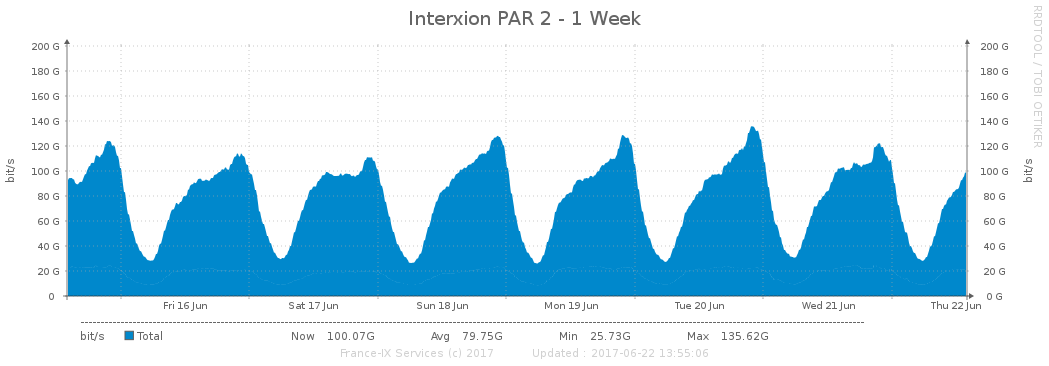 Interxion PAR 2 - 1 Week
RRDTOOL / TOBI OETIKER
bit/s
bit/s
200 G 200 G
180 G 180 G
160 G 160 G
140 G 140 G
120 G 120 G
100 G 100 G
80 G 80 G
60 G 60 G
40 G 40 G
20 G 20 G
0 0 G
Fri 16 Jun Sat 17 Jun Sun 18 Jun Mon 19 Jun Tue 20 Jun Wed 21 Jun Thu 22 Jun
bit/s Total Now 100.07G Avg 79.75G Min 25.73G Max 135.62G
France-IX Services (c) 2017 Updated : 2017-06-22 13:55:06